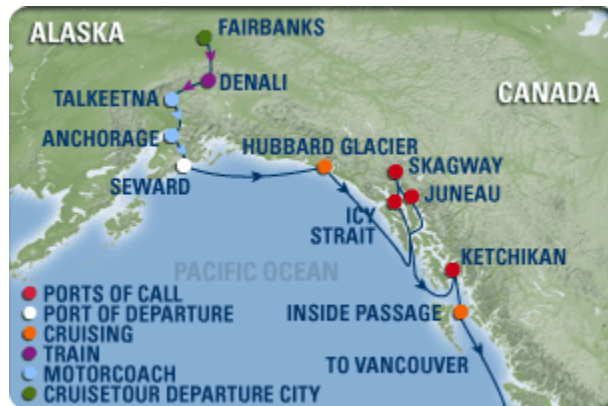 ALASKA
FAIRBANKS
DENALI
TALKEETNA
CANADA
ANCHORAGE
HUBBARD GLACIER
SKAGWAY
SEWARD
JUNEAU
ICY
STRAIT
KETCHIKAN
PACIFIC OCEAN
PORTS OF CALL
PORT OF DEPARTURE
INSIDE PASSAGE
CRUISING
TRAIN
TO VANCOUVER
MOTORCOACH
CRUISETOUR DEPARTURE CITY